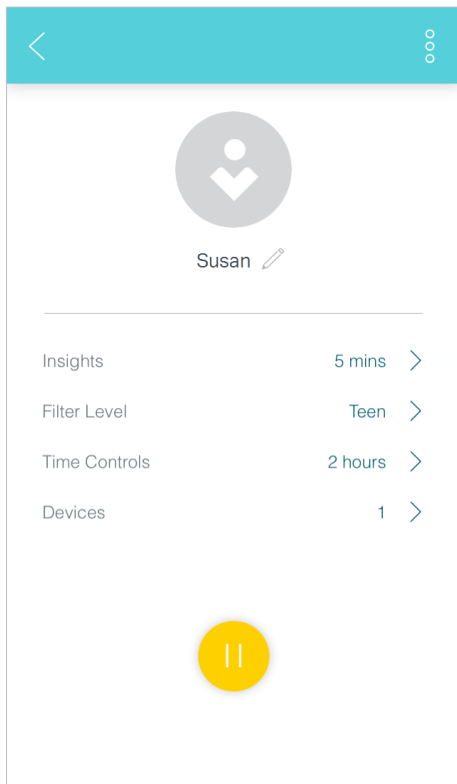 Susan
Insights 5 mins
Filter Level Teen
Time Controls 2 hours
Devices 1